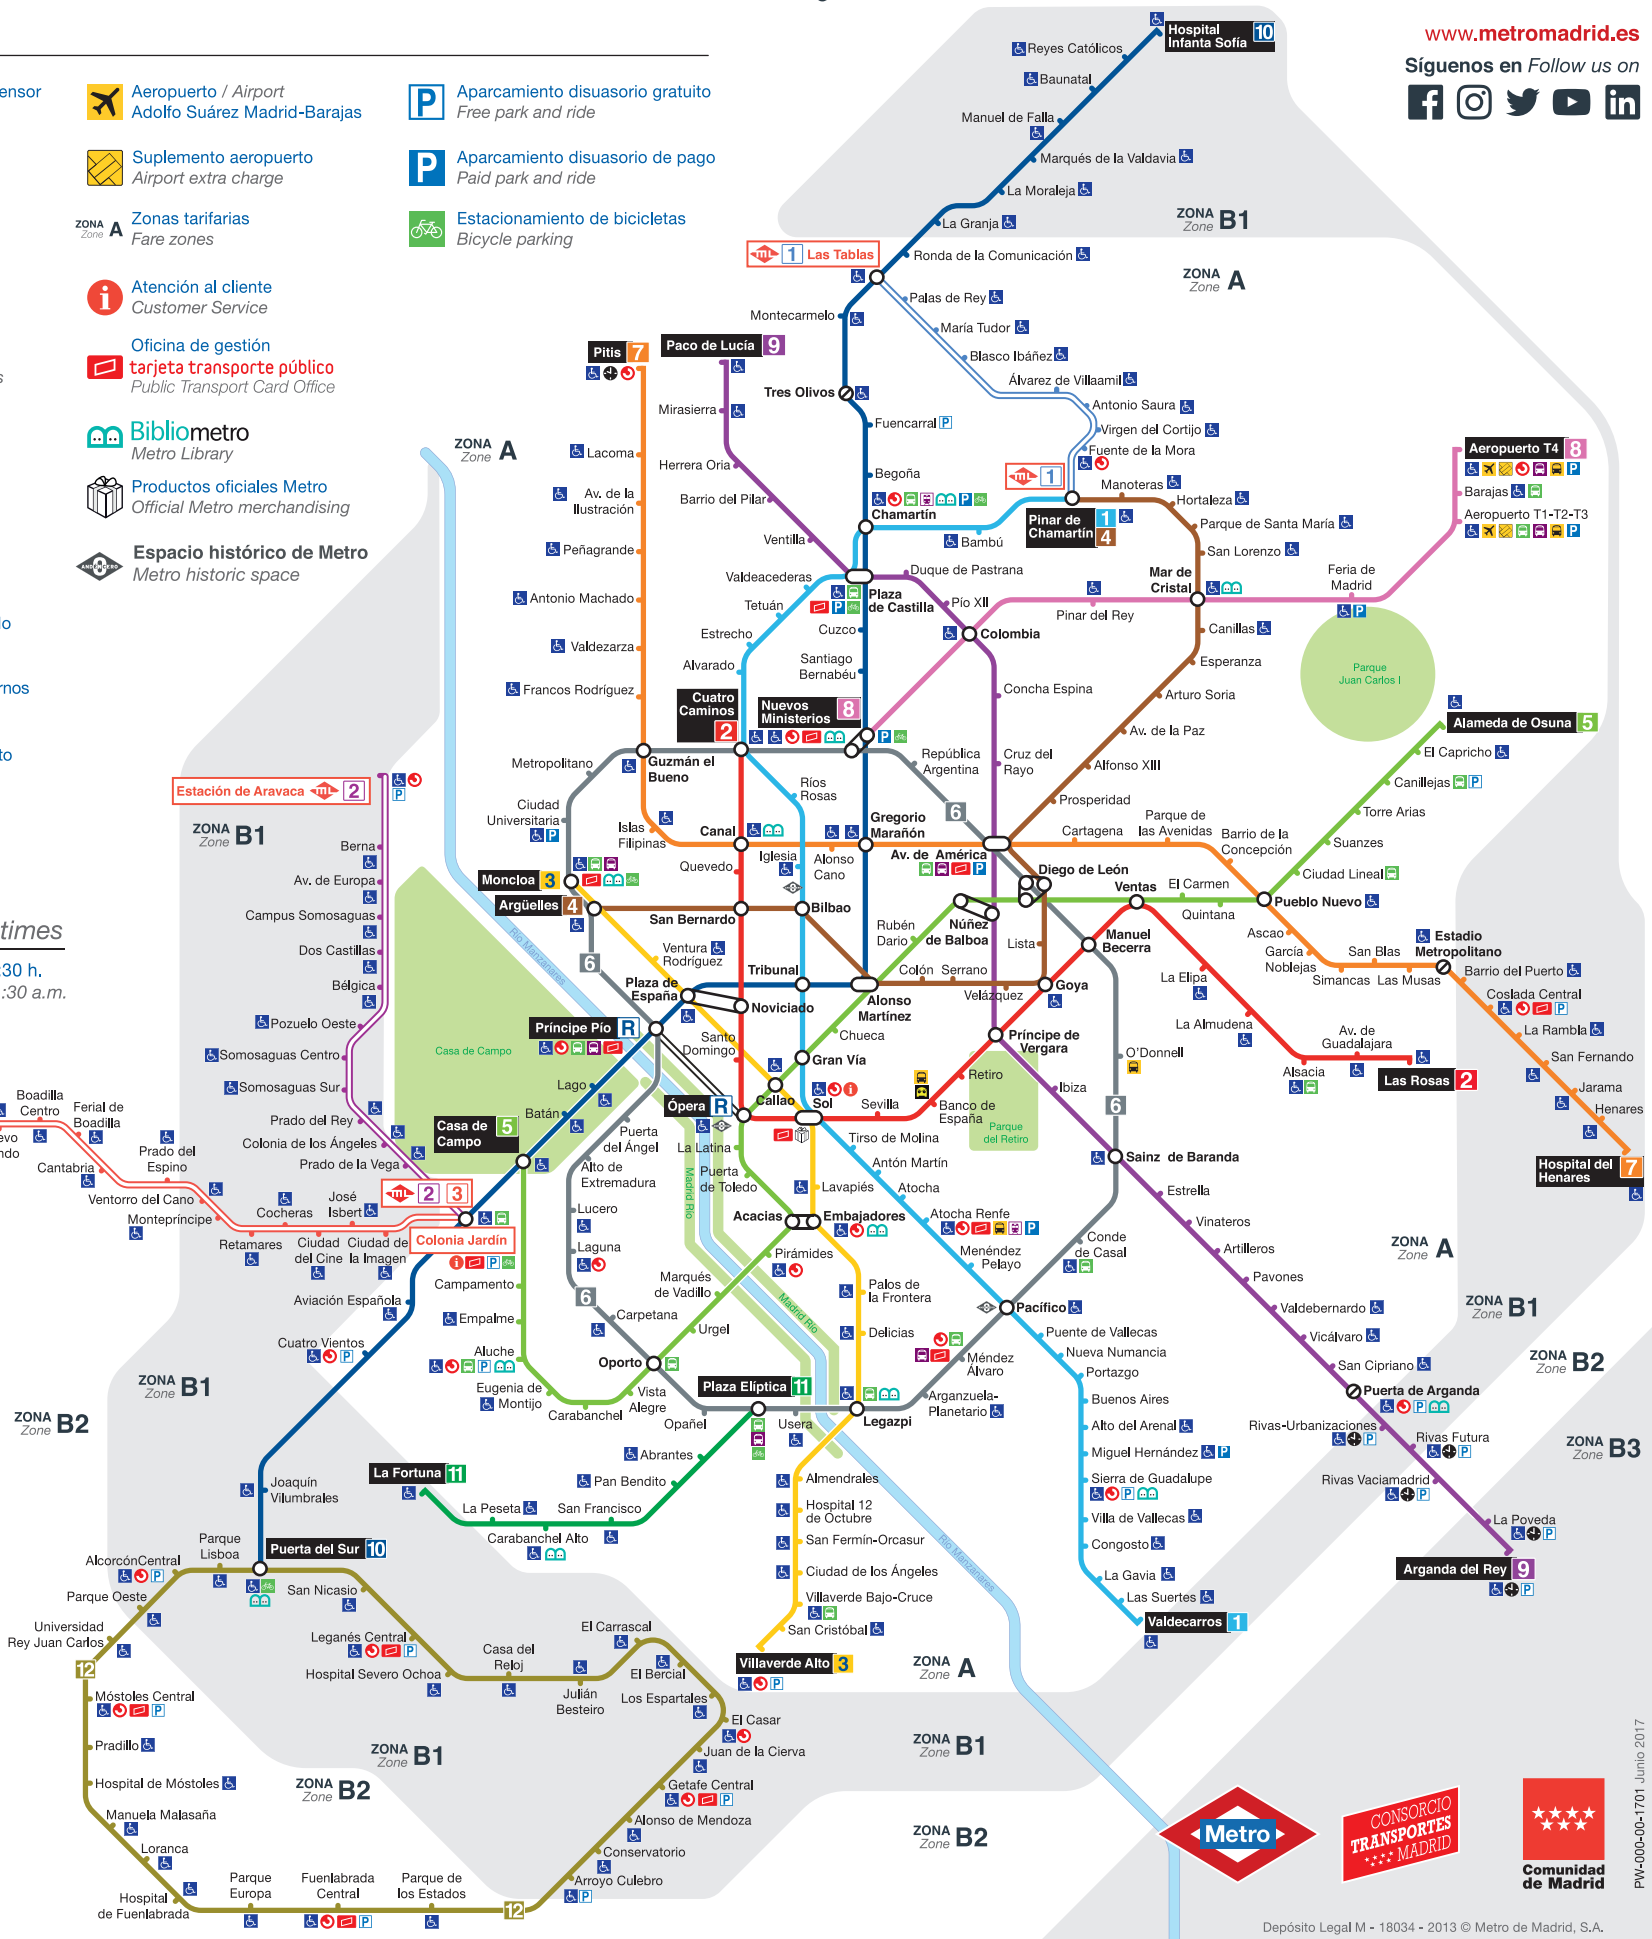 www.metromadrid.es
Síguenos en Follow us on
ensor
Aeropuerto / Airport
Adolfo Suárez Madrid-Barajas
P
Aparcamiento disuasorio gratuito
Free park and ride
Suplemento aeropuerto
Airport extra charge
P
Aparcamiento disuasorio de pago
Paid park and ride
ZONA
Zone A
Zonas tarifarias
Fare zones
Estacionamiento de bicicletas
Bicycle parking
Atención al cliente
Customer Service
Oficina de gestión
tarjeta transporte público
Public Transport Card Office
Bibliometro
Metro Library
Productos oficiales Metro
Official Metro merchandising
Espacio histórico de Metro
Metro historic space
times
:30 h.
:30 a.m.
Hospital
Infanta Sofía 10
Reyes Católicos
Baunatal
Manuel de Falla
Marqués de la Valdavia
La Moraleja
La Granja
Ronda de la Comunicación
ZONA
Zone B1
ZONA
Zone A
ML 1 Las Tablas
Palas de Rey
María Tudor
Blasco Ibáñez
Álvarez de Villaamil
Antonio Saura
Virgen del Cortijo
Fuente de la Mora
ML 1
Montecarmelo
Tres Olivos
Fuencarral P
Begoña
Chamartín
Bambú
Pinar de
Chamartín 1 4
Manoteras
Hortaleza
Parque de Santa María
San Lorenzo
Mar de
Cristal
Canillas
Esperanza
Arturo Soria
Av. de la Paz
Alfonso XIII
Prosperidad
Aeropuerto T4 8
Barajas
Aeropuerto T1-T2-T3
Feria de
Madrid
Parque
Juan Carlos I
Pinar del Rey
Colombia
Pitis 7
Lacoma
Av. de la
Ilustración
Peñagrande
Antonio Machado
Valdezarza
Francos Rodríguez
Guzmán el
Bueno
Islas
Filipinas
Paco de Lucía 9
Mirasierra
Herrera Oria
Barrio del Pilar
Ventilla
Plaza
de Castilla
Duque de Pastrana
Pío XII
Concha Espina
Cruz del
Rayo
Valdeacederas
Tetuán
Estrecho
Alvarado
Cuzco
Santiago
Bernabéu
Cuatro
Caminos 2
Nuevos
Ministerios 8
República
Argentina
6
Ríos
Rosas
Metropolitano
Ciudad
Universitaria
Canal
Quevedo
Iglesia
Alonso
Cano
Gregorio
Marañón
Av. de América
Cartagena
Parque de
las Avenidas
Barrio de la
Concepción
Alameda de Osuna 5
El Capricho
Canillejas P
Torre Arias
Suanzes
Ciudad Lineal
Pueblo Nuevo
Diego de León
Ventas
El Carmen
Quintana
Ascao
García
Noblejas
Simancas
San Blas
Las Musas
Estadio
Metropolitano
Barrio del Puerto
Coslada Central
La Rambla
San Fernando
Jarama
Henares
Hospital del
Henares 7
Estación de Aravaca ML 2
ZONA
Zone A
ZONA
Zone B1
Berna
Av. de Europa
Campus Somosaguas
Dos Castillas
Bélgica
Pozuelo Oeste
Somosaguas Centro
Somosaguas Sur
Prado del Rey
Colonia de los Ángeles
Prado de la Vega
ML 2 3
Colonia Jardín
Moncloa 3
Argüelles 4
San Bernardo
Bilbao
Rubén
Darío
Núñez
de Balboa
Lista
Manuel
Becerra
La Elipa
La Almudena
Alsacia
Av. de
Guadalajara
Las Rosas 2
Ventura
Rodríguez
Plaza de
España
Noviciado
Tribunal
Alonso
Martínez
Colón
Serrano
Velázquez
Goya
6
Río Manzanares
Príncipe Pío R
Casa de Campo
Lago
Batán
Casa de
Campo 5
Santo
Domingo
Chueca
Gran Vía
Callao
Sol
Ópera R
Sevilla
Banco de
España
Retiro
Príncipe de
Vergara
Parque
del Retiro
Ibiza
O'Donnell
6
Sainz de Baranda
Estrella
Vinateros
Artilleros
Pavones
Valdebernardo
Vicálvaro
San Cipriano
Puerta de Arganda
Rivas-Urbanizaciones
Rivas Futura
Rivas Vaciamadrid
La Poveda
Arganda del Rey 9
Puerta
del Ángel
Alto de
Extremadura
Lucero
Laguna
6
Carpetana
Oporto
Opañel
Plaza Elíptica 11
Usera
Legazpi
Arganzuela-
Planetario
Méndez
Álvaro
Pacífico
Conde
de Casal
La Latina
Puerta
de Toledo
Acacias
Embajadores
Lavapiés
Pirámides
Marqués
de Vadillo
Urgel
Madrid Río
Madrid Río
Palos de
la Frontera
Delicias
Tirso de Molina
Antón Martín
Atocha
Atocha Renfe
Menéndez
Pelayo
Puente de Vallecas
Nueva Numancia
Portazgo
Buenos Aires
Alto del Arenal
Miguel Hernández P
Sierra de Guadalupe
Villa de Vallecas
Congosto
La Gavia
Las Suertes
Valdecarros 1
Boadilla
Centro
Ferial de
Boadilla
evo
ndo
Cantabria
Prado del
Espino
Ventorro del Cano
Montepríncipe
Retamares
Cocheras
Ciudad
del Cine
José
Isbert
Ciudad de
la Imagen
Aviación Española
Cuatro Vientos
Campamento
Empalme
Aluche
Eugenia de
Montijo
Carabanchel
Vista
Alegre
Abrantes
Pan Bendito
San Francisco
Carabanchel Alto
La Peseta
La Fortuna 11
Almendrales
Hospital 12
de Octubre
San Fermín-Orcasur
Ciudad de los Ángeles
Villaverde Bajo-Cruce
San Cristóbal
Villaverde Alto 3
Río Manzanares
Joaquín
Vilumbrales
Puerta del Sur 10
Parque
Lisboa
AlcorcónCentral
Parque Oeste
Universidad
Rey Juan Carlos
12
Móstoles Central
Pradillo
Hospital de Móstoles
Manuela Malasaña
Loranca
Hospital
de Fuenlabrada
Parque
Europa
Fuenlabrada
Central
Parque de
los Estados
12
Arroyo Culebro
Conservatorio
Alonso de Mendoza
Getafe Central
Juan de la Cierva
El Casar
Los Espartales
El Bercial
El Carrascal
Julián
Besteiro
Casa del
Reloj
Hospital Severo Ochoa
Leganés Central
San Nicasio
ZONA
Zone B1
ZONA
Zone B2
ZONA
Zone B1
ZONA
Zone B2
ZONA
Zone A
ZONA
Zone B1
ZONA
Zone B2
ZONA
Zone A
ZONA
Zone B1
ZONA
Zone B2
ZONA
Zone B3
Metro
CONSORCIO
TRANSPORTES
MADRID
Comunidad
de Madrid
PW-000-00-1701 Junio 2017
Depósito Legal M - 18034 - 2013 © Metro de Madrid, S.A.